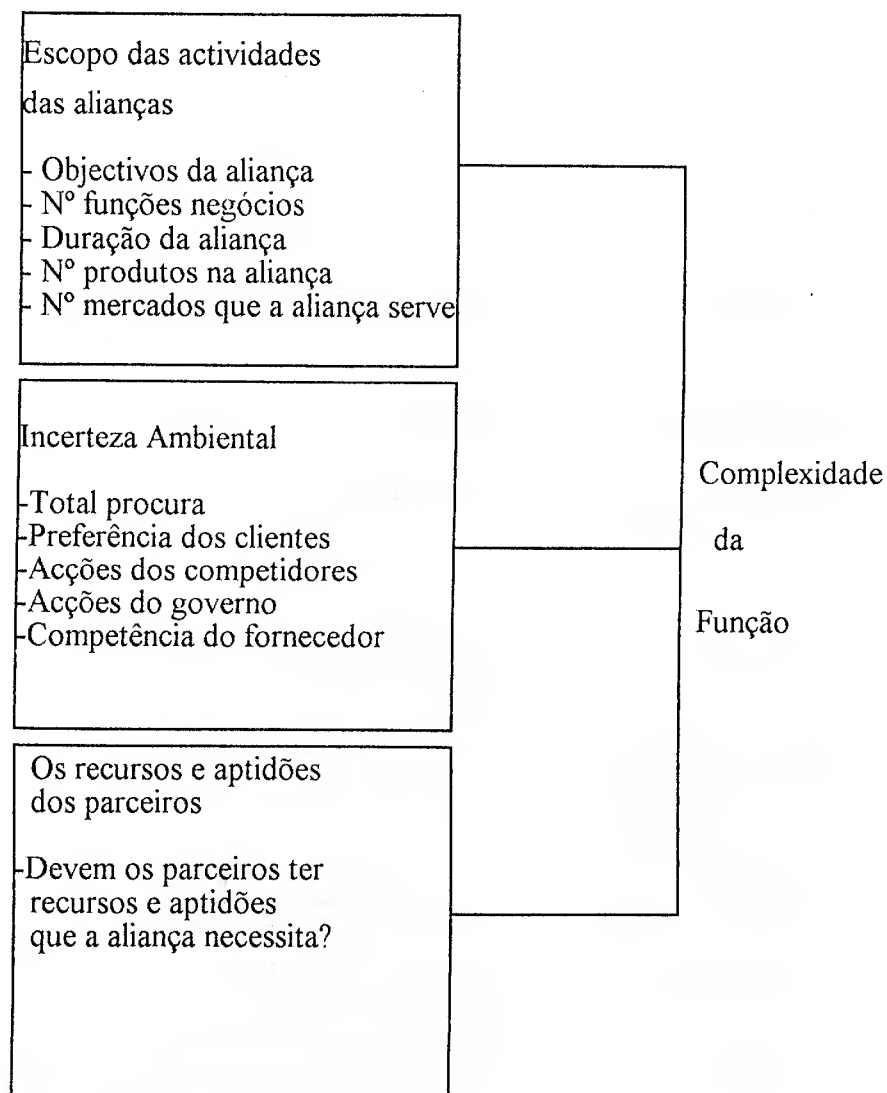 Escopo das actividades
das alianças
- Objectivos da aliança
- Nº funções negócios
- Duração da aliança
- Nº produtos na aliança
- Nº mercados que a aliança serve
Incerteza Ambiental
-Total procura
-Preferência dos clientes
-Acções dos competidores
-Acções do governo
-Competência do fornecedor
Os recursos e aptidões
dos parceiros
-Devem os parceiros ter
recursos e aptidões
que a aliança necessita?
Complexidade
da
Função